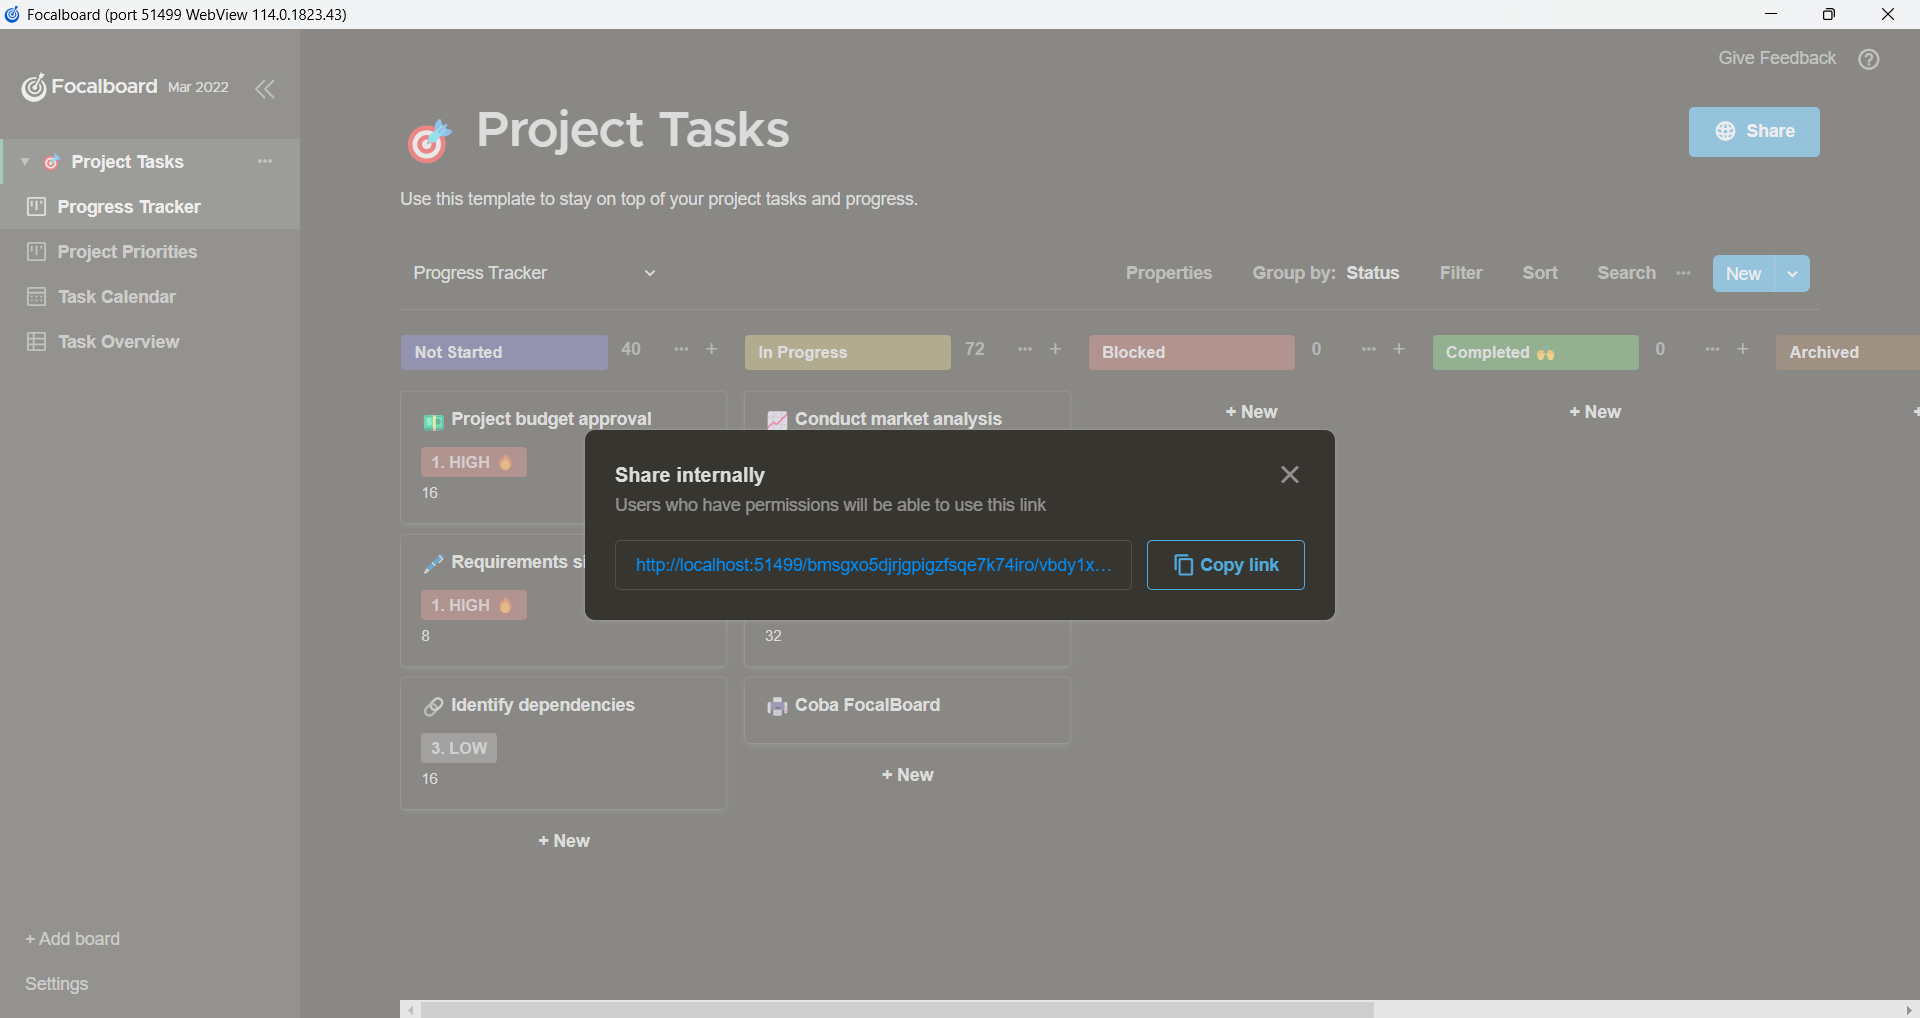 Focalboard (port 51499 WebView 114.0.1823.43)
Give Feedback
Focalboard Mar 2022
Project Tasks
Share
Project Tasks
Progress Tracker
Use this template to stay on top of your project tasks and progress.
Project Priorities
Progress Tracker
Properties
Group by: Status
Filter
Sort
Search
New
Task Calendar
Task Overview
Not Started 40
In Progress 72
Blocked 0
Completed 🙌 0
Archived
Project budget approval
Conduct market analysis
+ New
+ New
1. HIGH 🔥
16
Share internally
Users who have permissions will be able to use this link
http://localhost:51499/bmsgxo5djrjgpigzfsqe7k74iro/vbdy1x...
Copy link
Requirements
1. HIGH 🔥
8
32
Identify dependencies
Coba FocalBoard
3. LOW
16
+ New
+ New
+ Add board
Settings